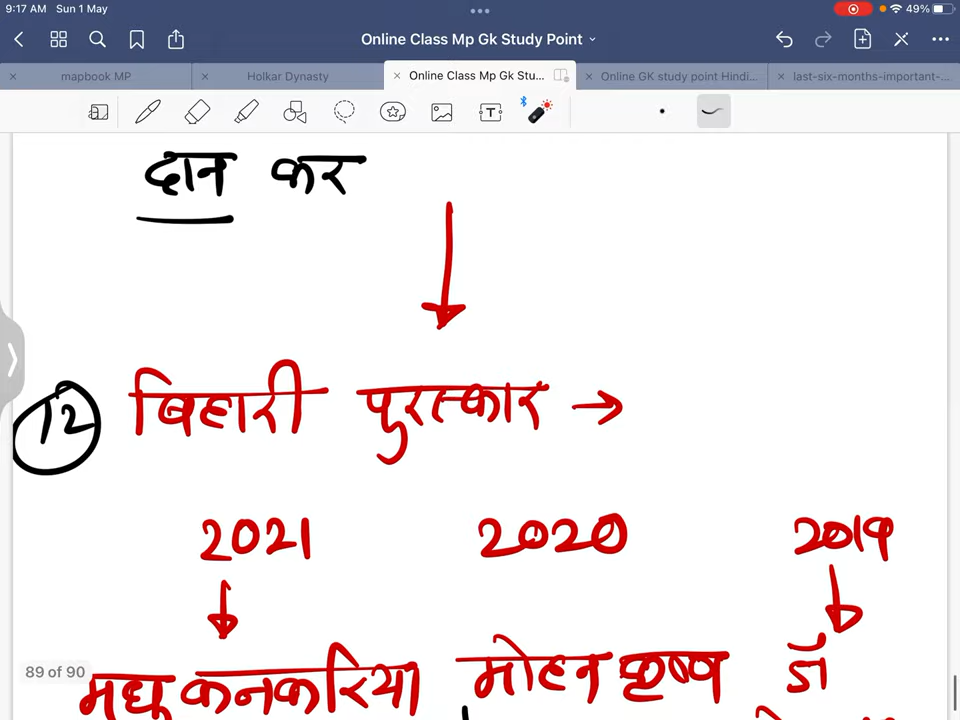 9:17 AM Sun 1 May
49%
Online Class Mp Gk Study Point
mapbook MP
Holkar Dynasty
Online Class Mp Gk Stu...
Online GK study point Hindi...
last-six-months-important-...
T
दान कर
12 बिहारी पुरस्कार →
2021 2020 2019
मधु कनकरिया मोहन कृष्ण डॉ
89 of 90